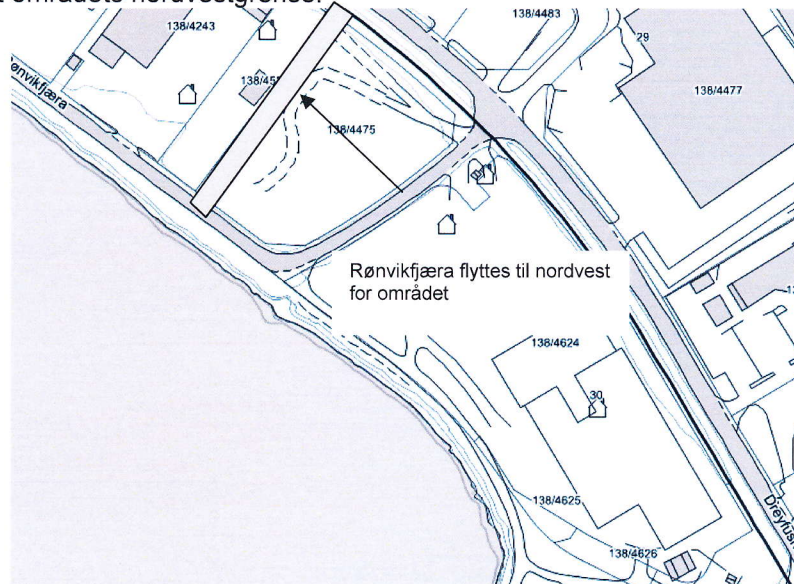 områdets nordvestgrense.
138/4243
138/4483
29
138/4477
Rønvikfjæra
138/4475
Rønvikfjæra flyttes til nordvest
for området
138/4624
30
138/4625
138/4626